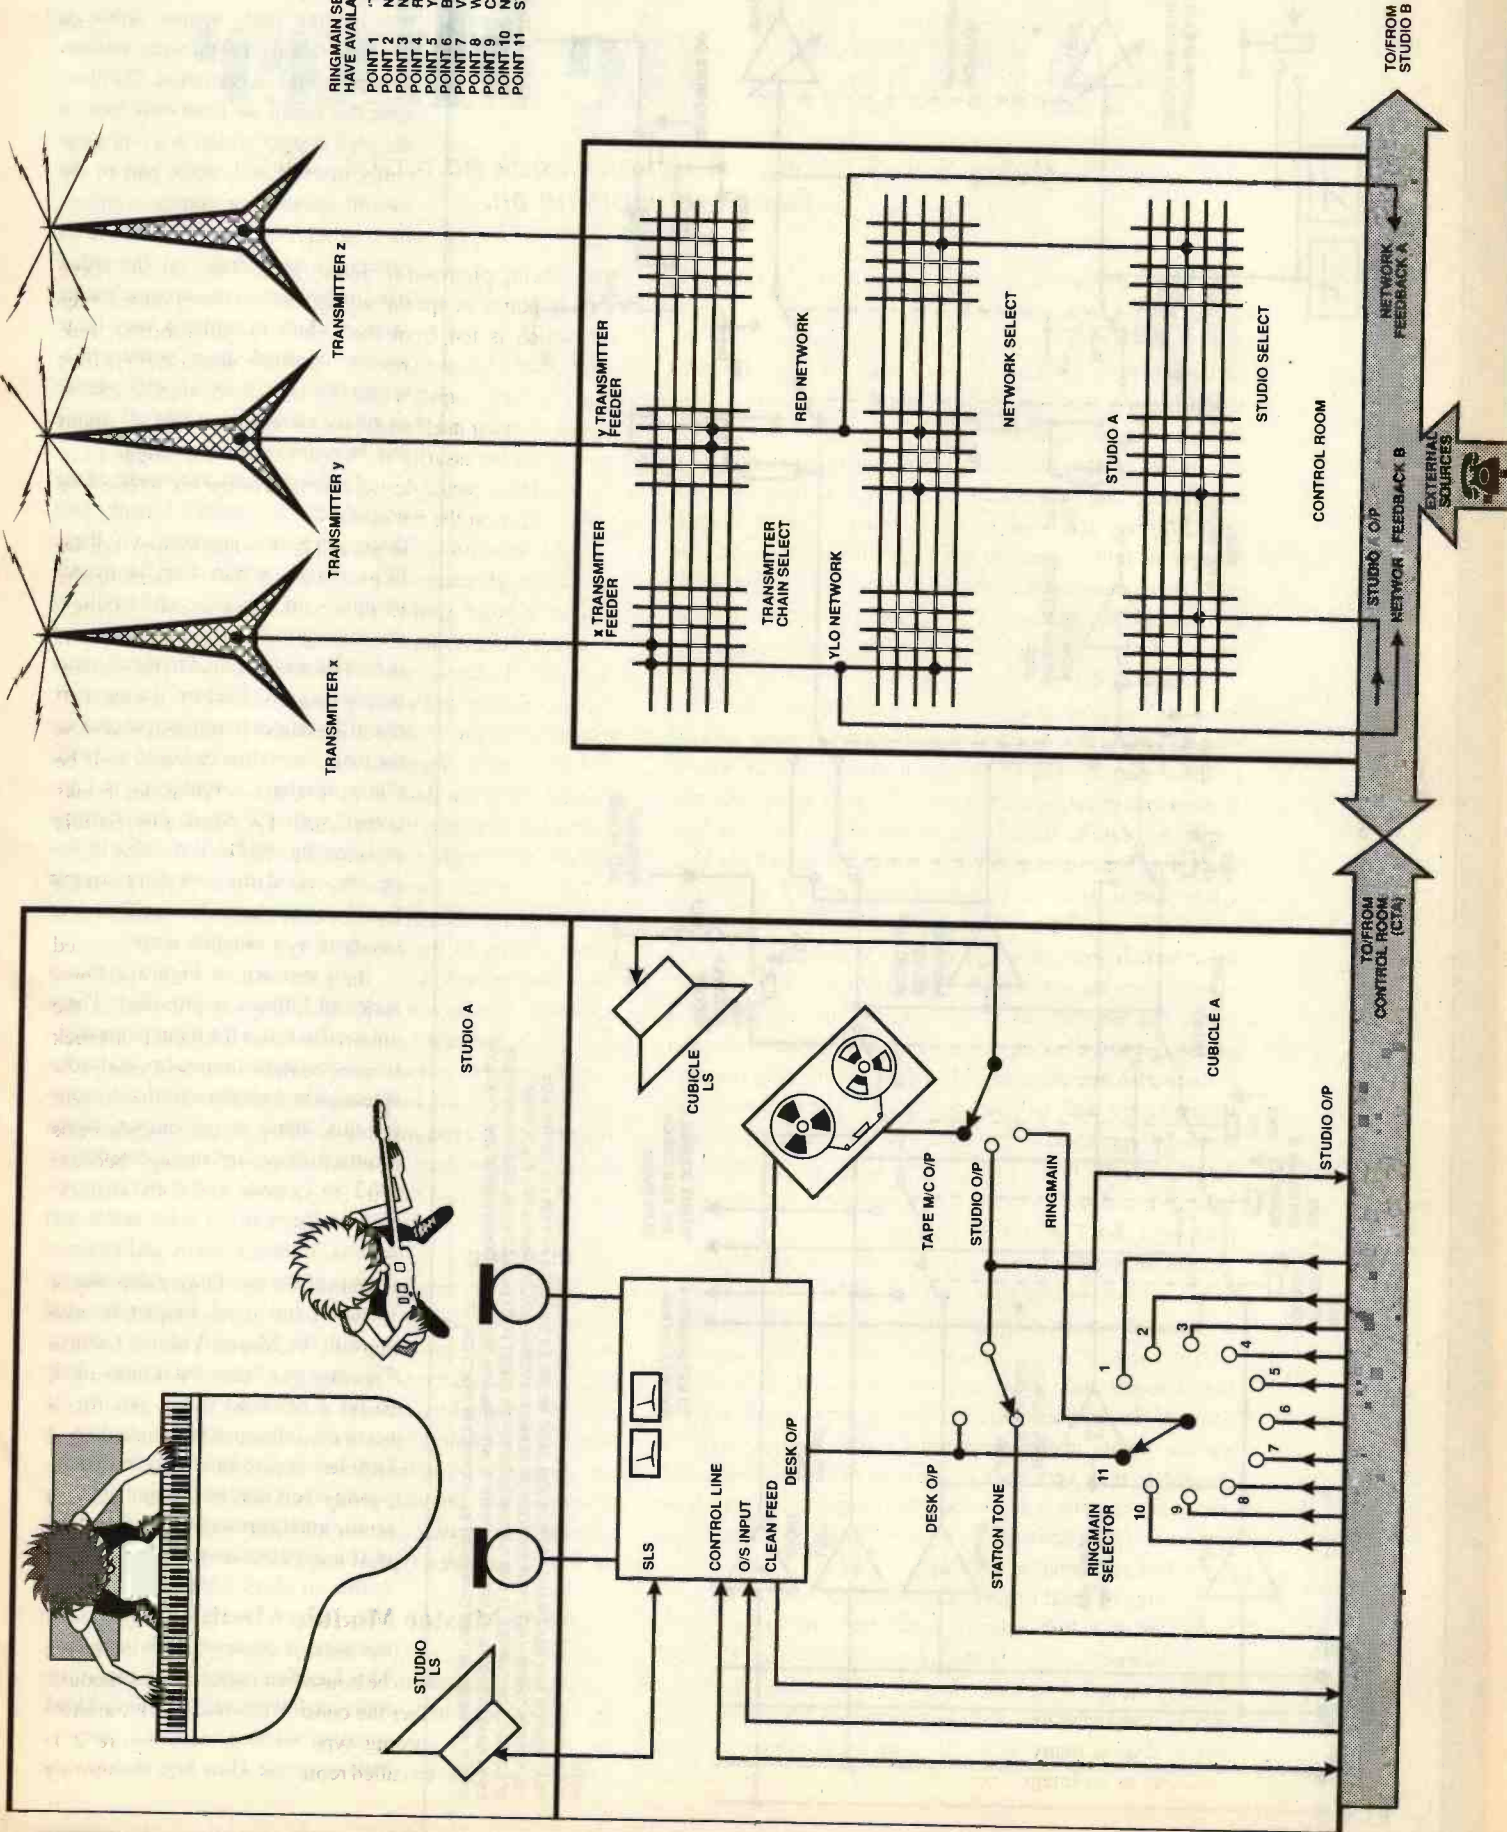 STUDIO A
STUDIO
LS
SLS
CONTROL LINE
O/S INPUT
CLEAN FEED
DESK O/P
CUBICLE
LS
TAPE M/C O/P
STUDIO O/P
RINGMAIN
DESK O/P
STATION TONE
RINGMAIN
SELECTOR
1
2
3
4
5
6
7
8
9
10
11
CUBICLE A
STUDIO O/P
TO/FROM
CONTROL ROOM
(CTA)
TRANSMITTER x
TRANSMITTER y
TRANSMITTER z
x TRANSMITTER
FEEDER
y TRANSMITTER
FEEDER
TRANSMITTER
CHAIN SELECT
YLO NETWORK
RED NETWORK
NETWORK SELECT
STUDIO A
STUDIO SELECT
CONTROL ROOM
STUDIO O/P
NETWOR FEEDBACK B
NETWORK
FEEDBACK A
EXTERNAL
SOURCES
TO/FROM
STUDIO B
RINGMAIN SE
HAVE AVAILA
POINT 1
POINT 2 N
POINT 3 N
POINT 4 R
POINT 5 Y
POINT 6 B
POINT 7 V
POINT 8 W
POINT 9 C
POINT 10 N
POINT 11 S